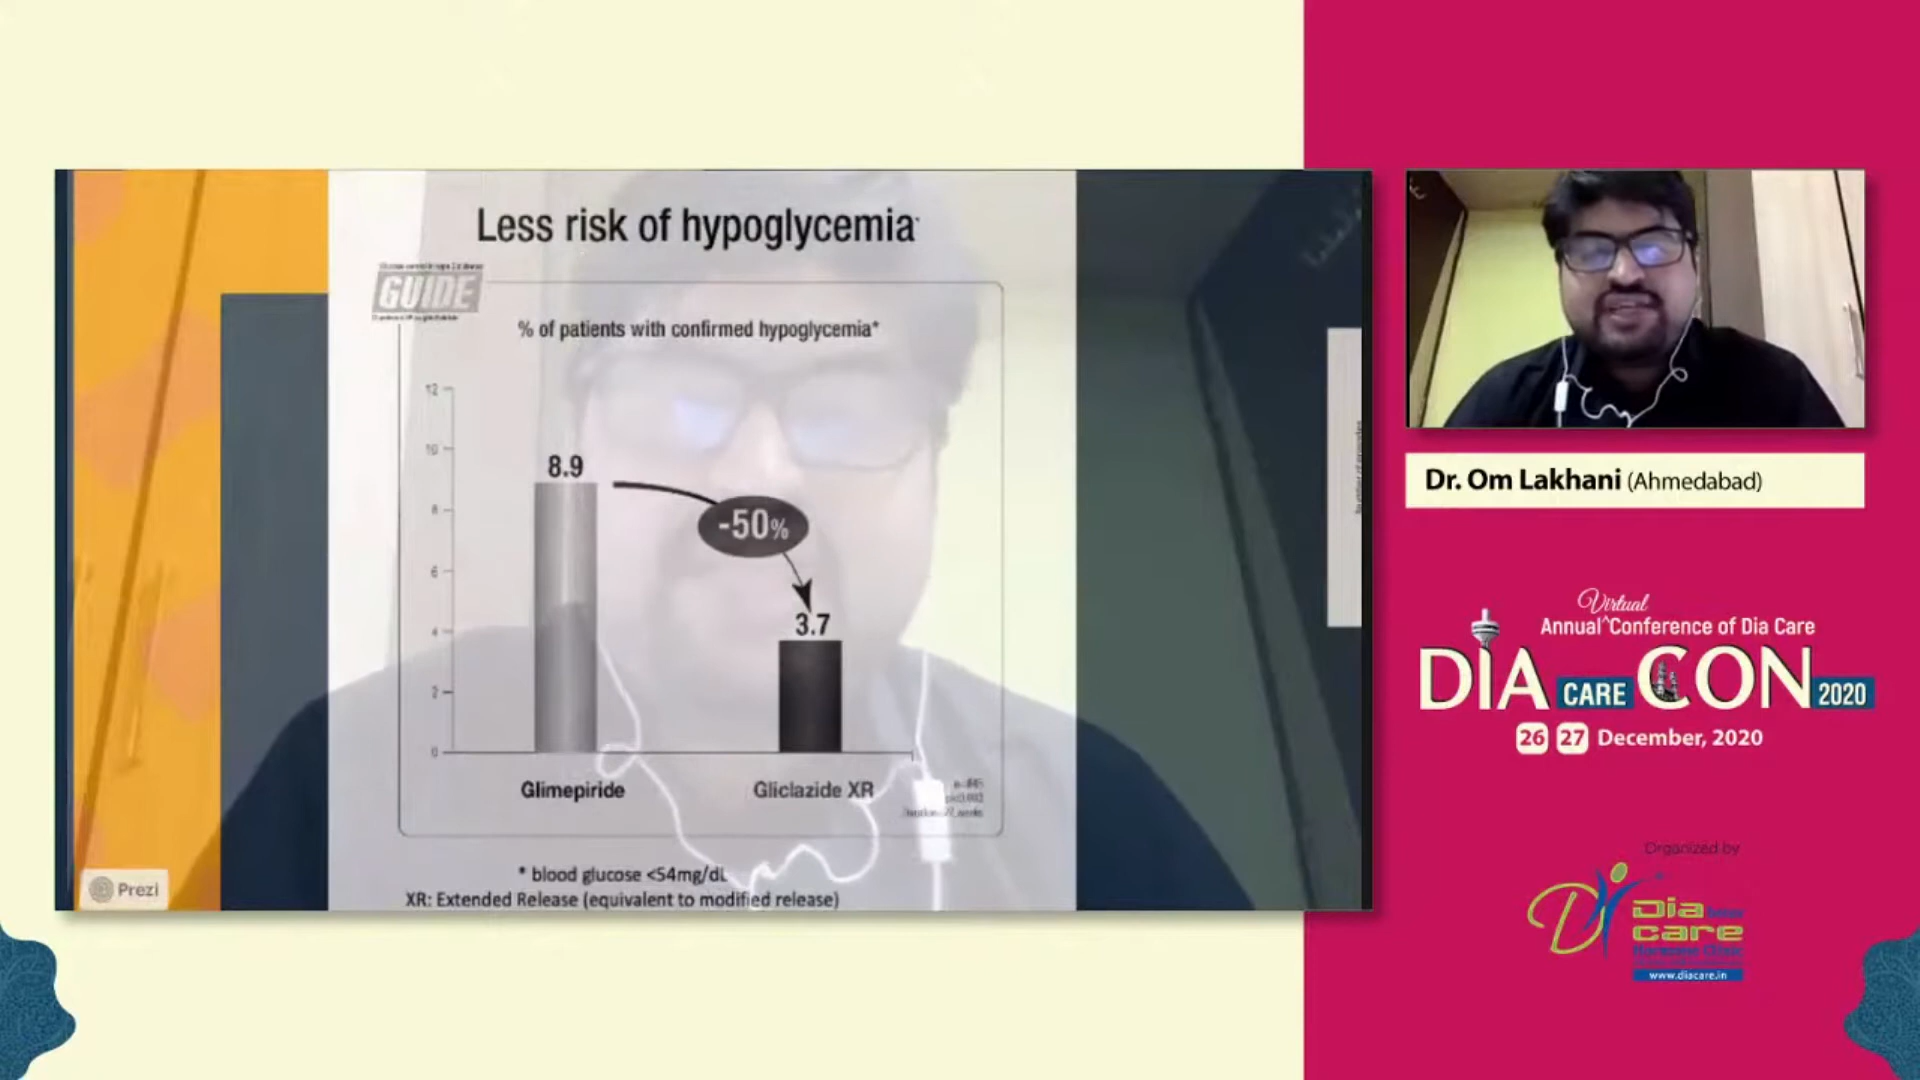 Less risk of hypoglycemia*
GUIDE
% of patients with confirmed hypoglycemia*
12
10
8
6
4
2
0
8.9
-50%
3.7
Glimepiride
Gliclazide XR
* blood glucose <54mg/dL
XR: Extended Release (equivalent to modified release)
Prezi
Dr. Om Lakhani (Ahmedabad)
Virtual
Annual^Conference of Dia Care
DIA CARE CON 2020
26 27 December, 2020
Organized by
Dia
care
www.diacare.in